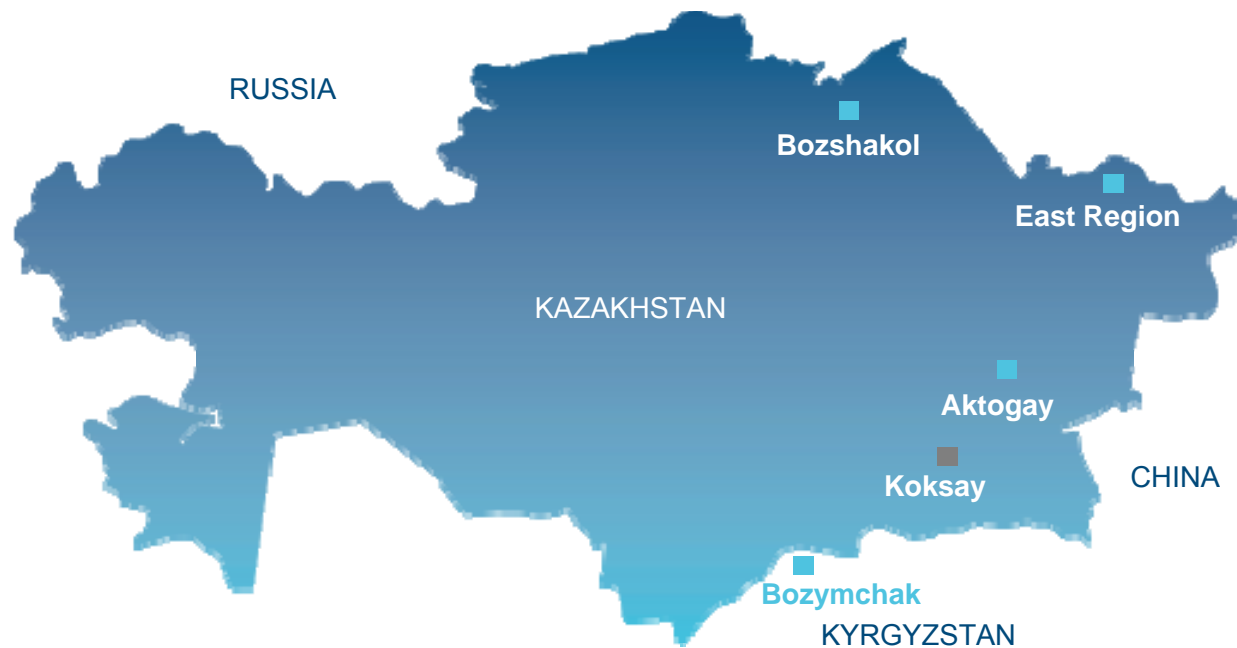 RUSSIA
Bozshakol
East Region
KAZAKHSTAN
Aktogay
Koksay
CHINA
Bozymchak
KYRGYZSTAN